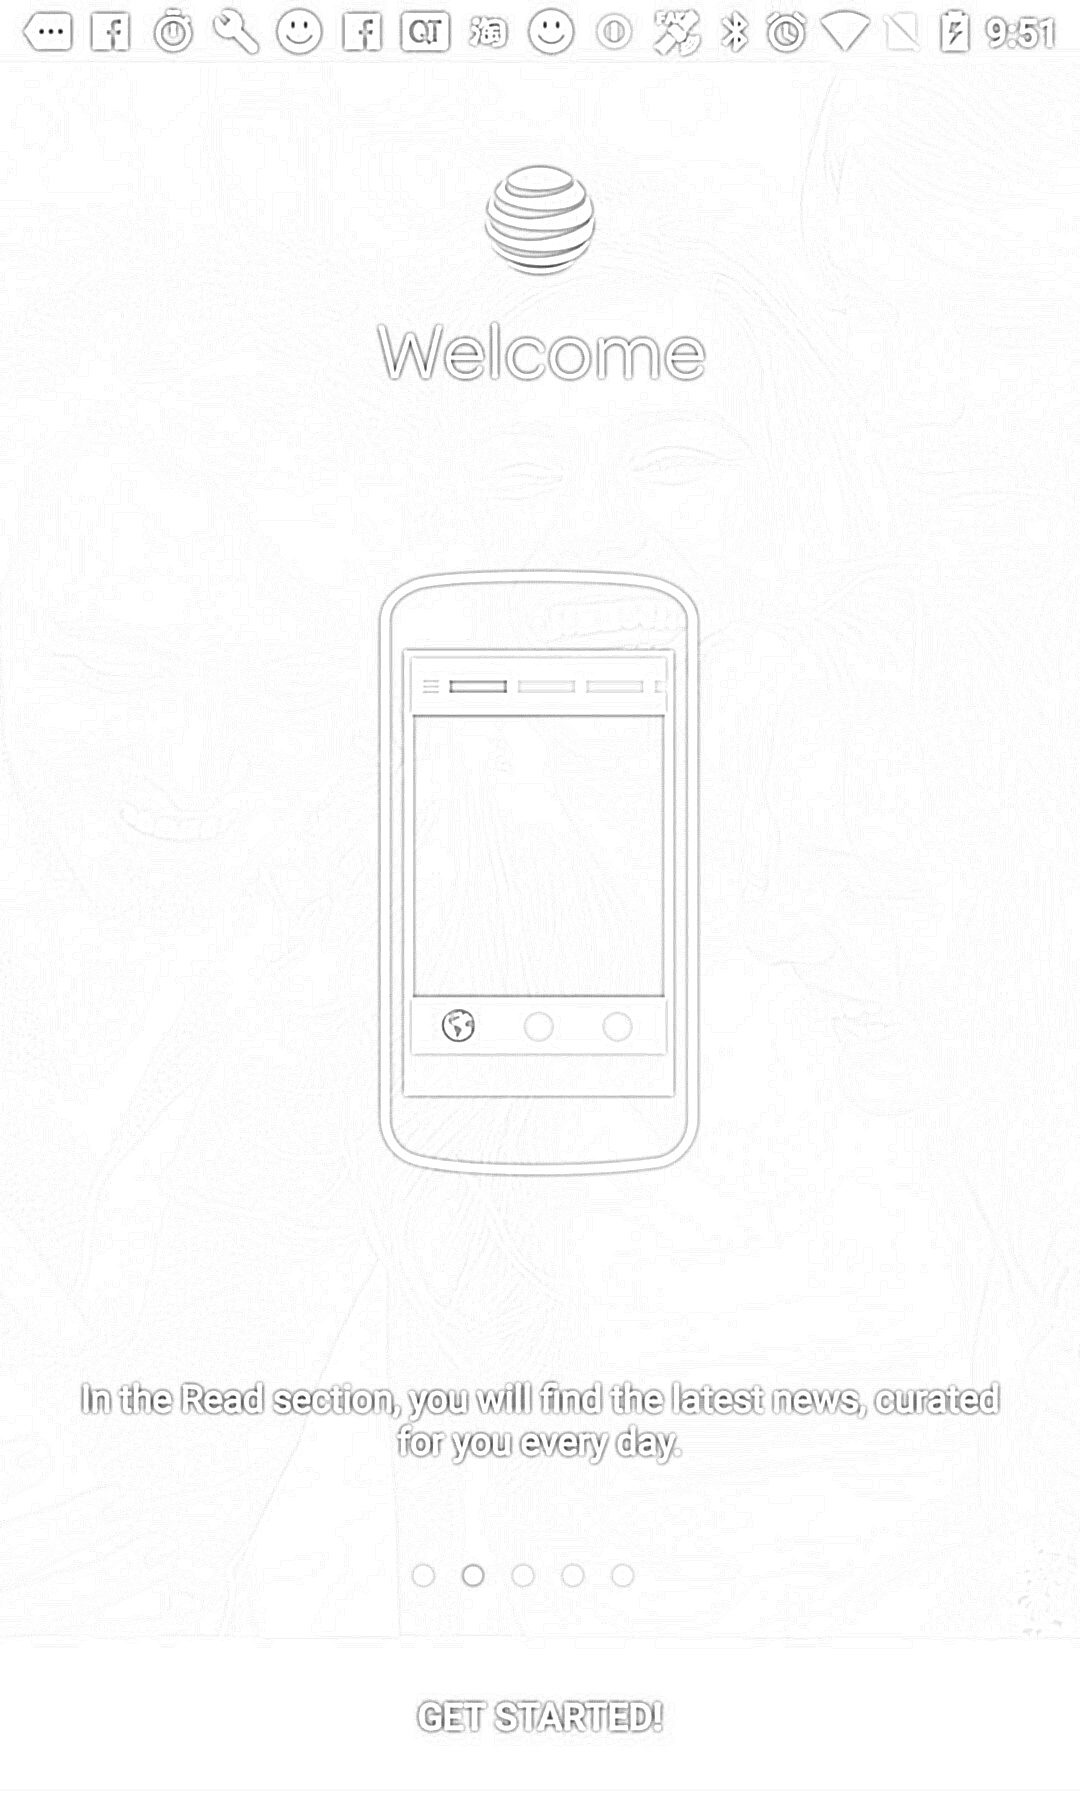 QT 淘 9:51
Welcome
In the Read section, you will find the latest news, curated
for you every day.
GET STARTED!